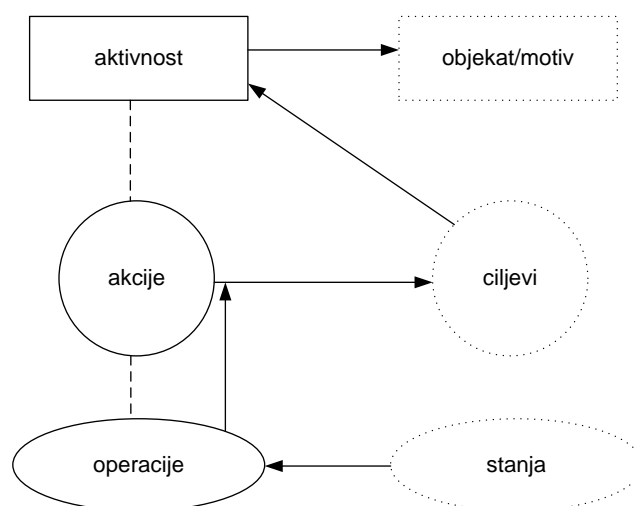 aktivnost
objekat/motiv
akcije
ciljevi
operacije
stanja